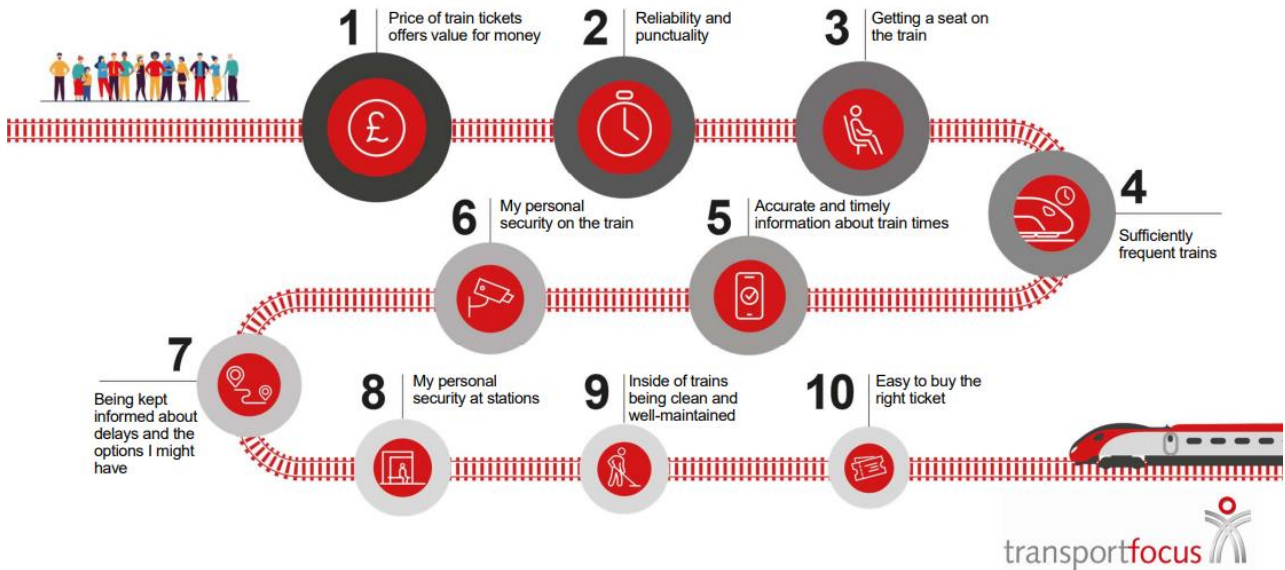 1
Price of train tickets
offers value for money
2
Reliability and
punctuality
3
Getting a seat on
the train
£
4
Sufficiently
frequent trains
5
Accurate and timely
information about train times
6
My personal
security on the train
7
Being kept
informed about
delays and the
options I might
have
8
My personal
security at stations
9
Inside of trains
being clean and
well-maintained
10
Easy to buy the
right ticket
transportfocus